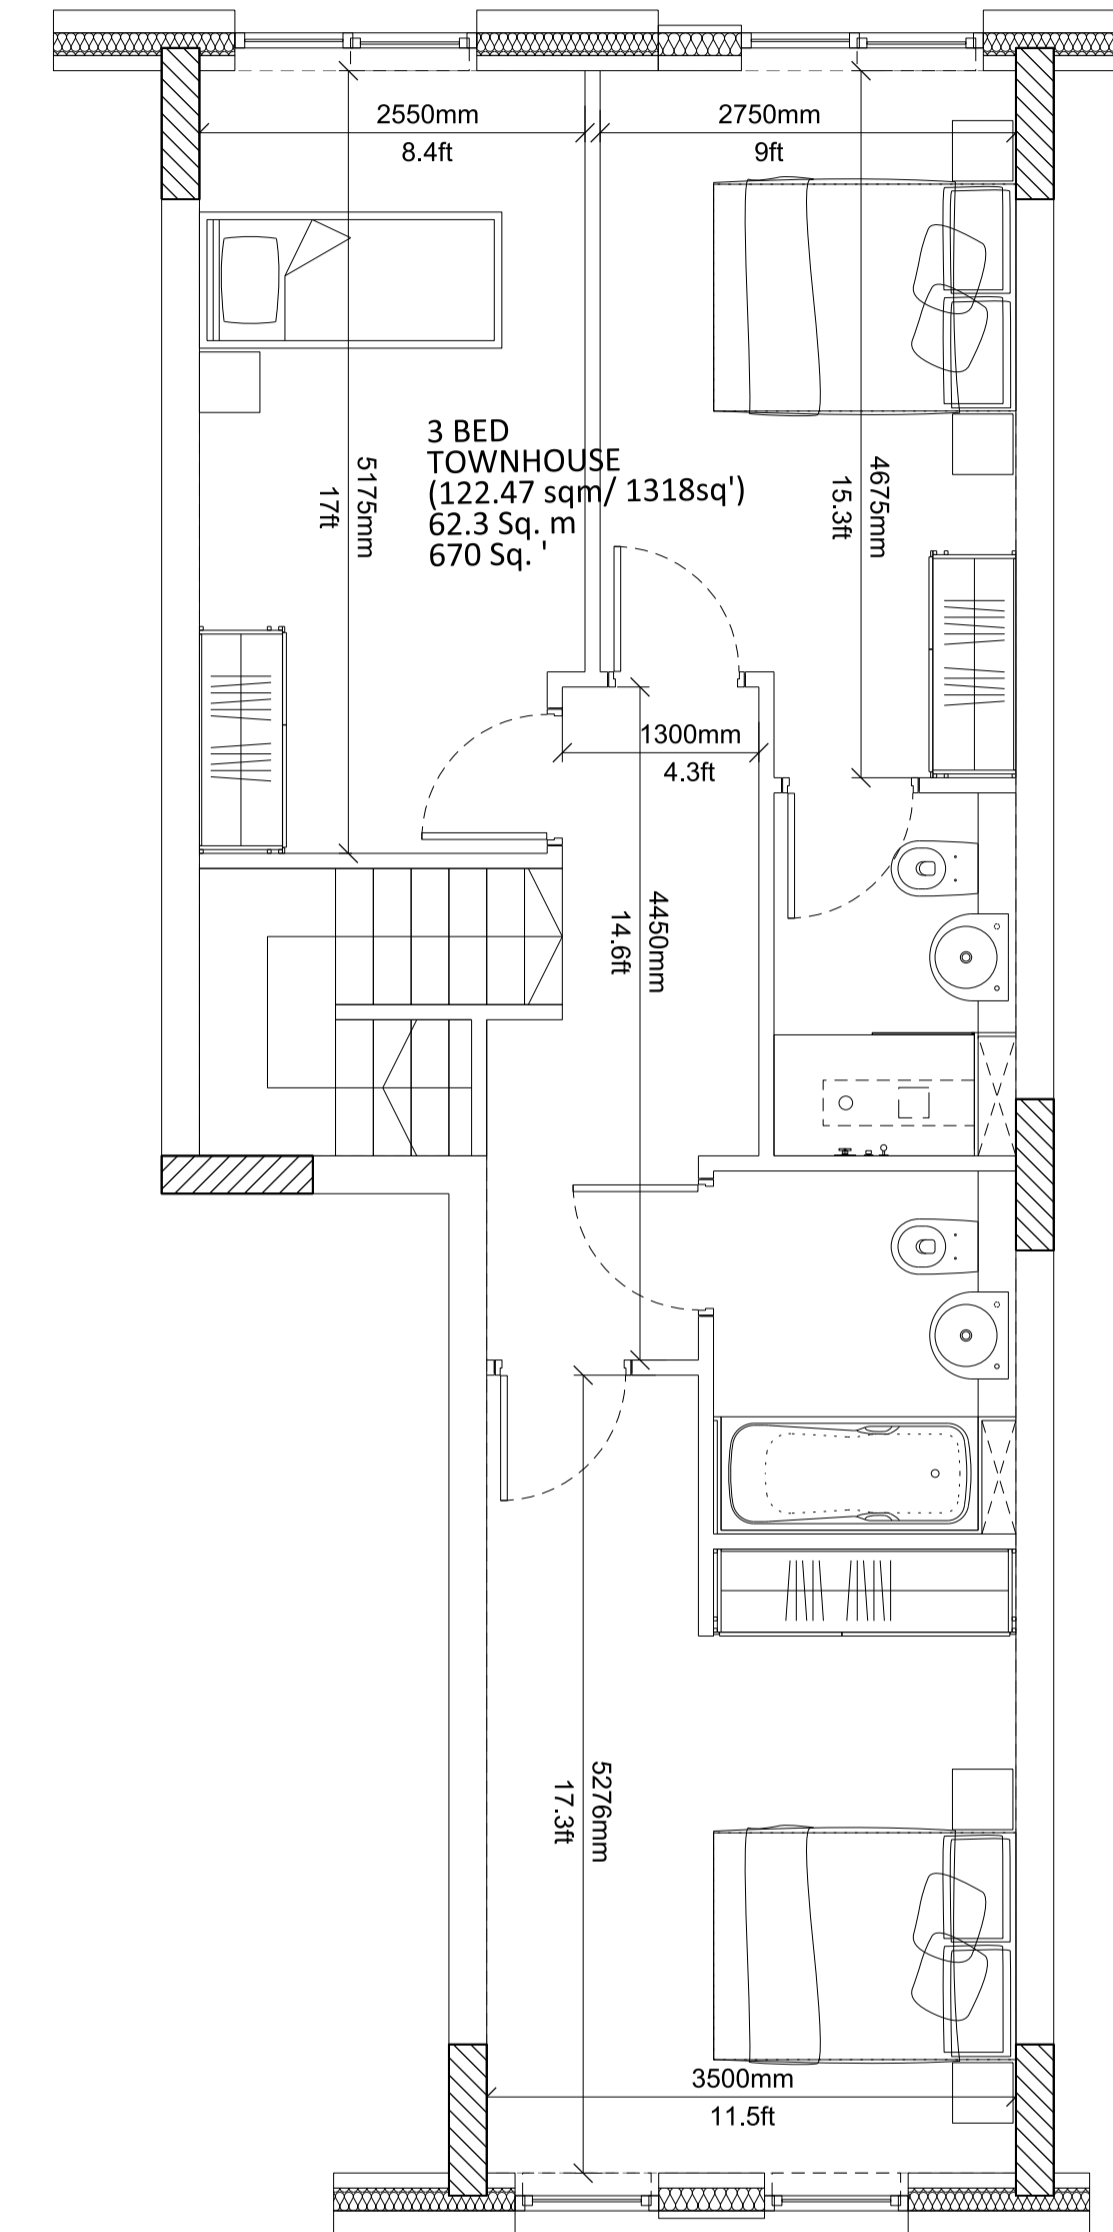 2550mm
8.4ft
2750mm
9ft
3 BED
TOWNHOUSE
(122.47 sqm/ 1318sq')
62.3 Sq. m
670 Sq. '
5175mm
17ft
4675mm
15.3ft
1300mm
4.3ft
4450mm
14.6ft
5276mm
17.3ft
3500mm
11.5ft